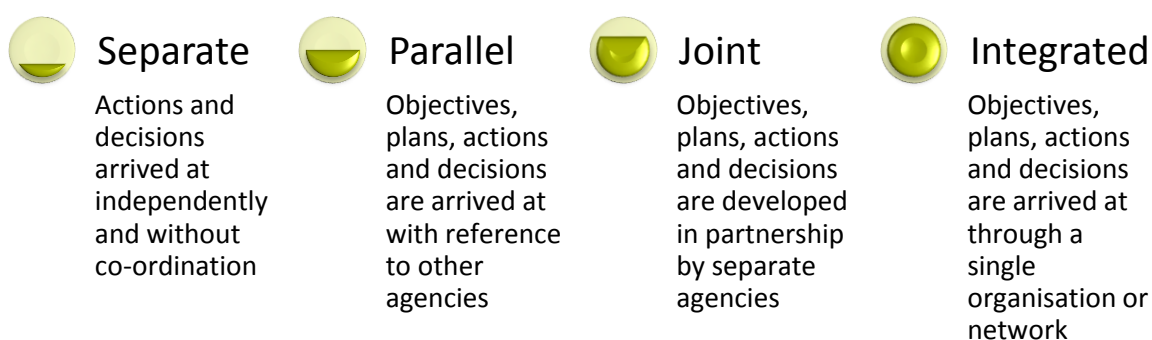 Separate
Actions and
decisions
arrived at
independently
and without
co-ordination
Parallel
Objectives,
plans, actions
and decisions
are arrived at
with reference
to other
agencies
Joint
Objectives,
plans, actions
and decisions
are developed
in partnership
by separate
agencies
Integrated
Objectives,
plans, actions
and decisions
are arrived at
through a
single
organisation or
network